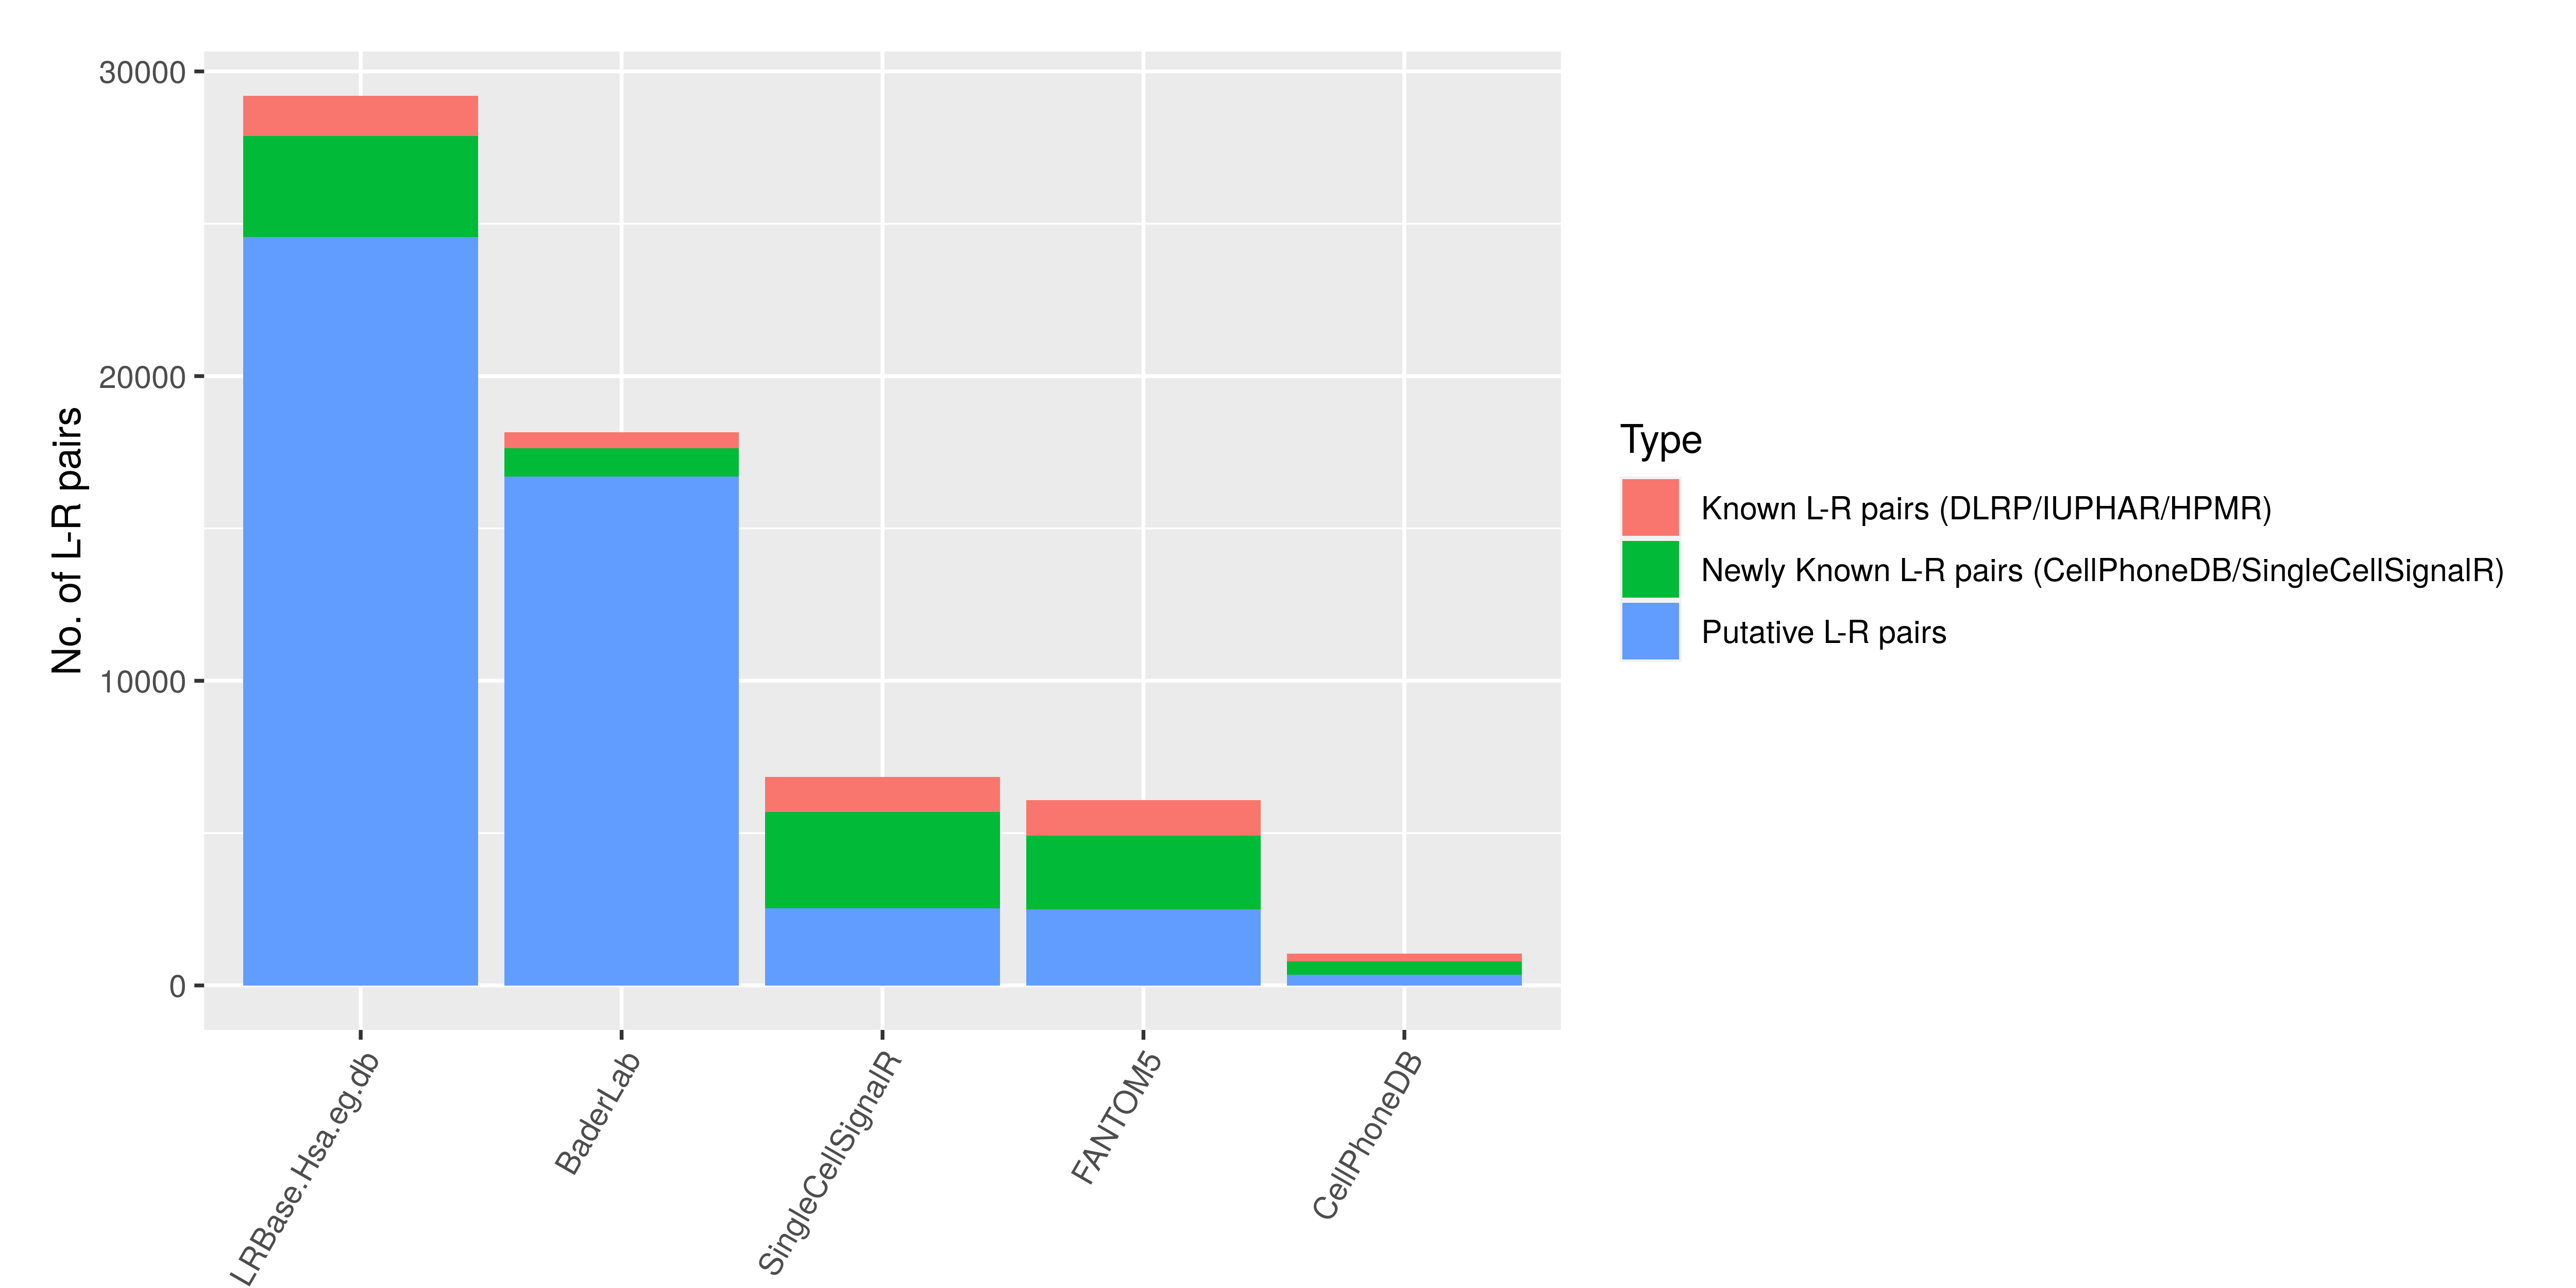 30000
20000
10000
0
No. of L-R pairs
LRBase.Hsa.eg.db
BaderLab
SingleCellSignalR
FANTOM5
CellPhoneDB
Type
Known L-R pairs (DLRP/IUPHAR/HPMR)
Newly Known L-R pairs (CellPhoneDB/SingleCellSignalR)
Putative L-R pairs